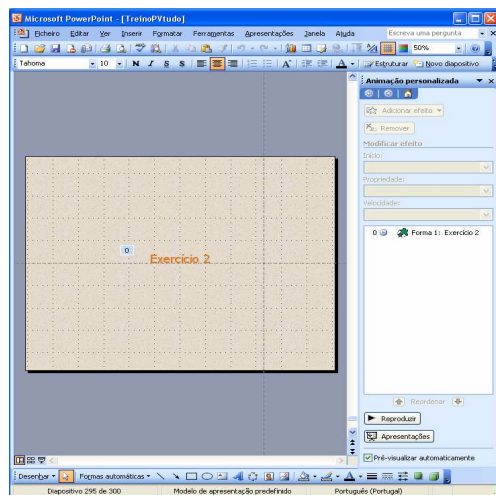 Microsoft PowerPoint - [TreinoPVtudo]
Ficheiro Editar Ver Inserir Formatar Ferramentas Apresentações Janela Ajuda Escreva uma pergunta
50%
Tahoma 10 N I S S A Estruturar Novo diapositivo
Animação personalizada
Adicionar efeito
Remover
Modificar efeito
Início:
Propriedade:
Velocidade:
0 Forma 1: Exercício 2
0
Exercício 2
Reordenar
Reproduzir
Apresentações
Pré-visualizar automaticamente
Desenhar Formas automáticas
Diapositivo 295 de 300 Modelo de apresentação predefinido Português (Portugal)